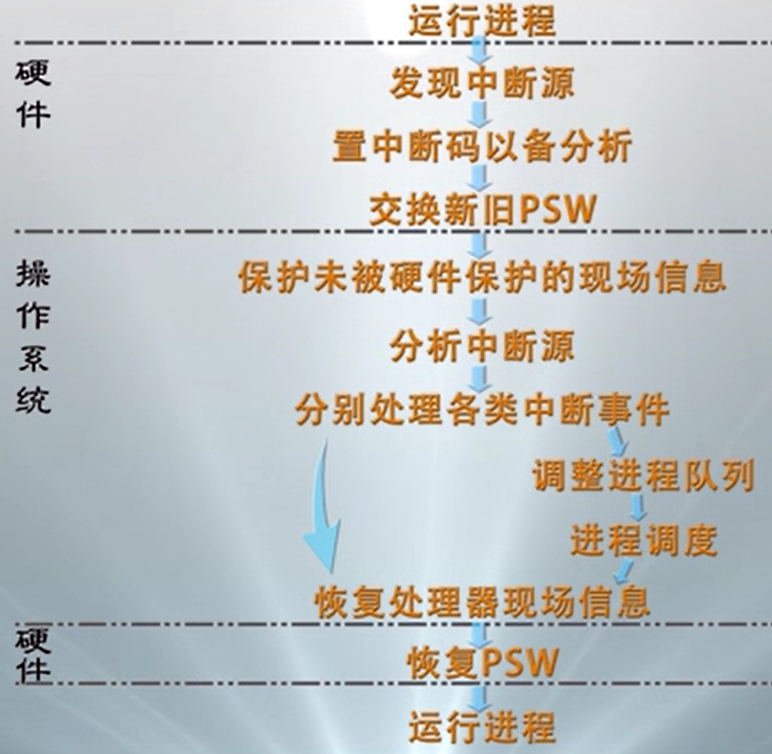 运行进程
硬件
发现中断源
置中断码以备分析
交换新旧PSW
操作系统
保护未被硬件保护的现场信息
分析中断源
分别处理各类中断事件
调整进程队列
进程调度
恢复处理器现场信息
硬件
恢复PSW
运行进程